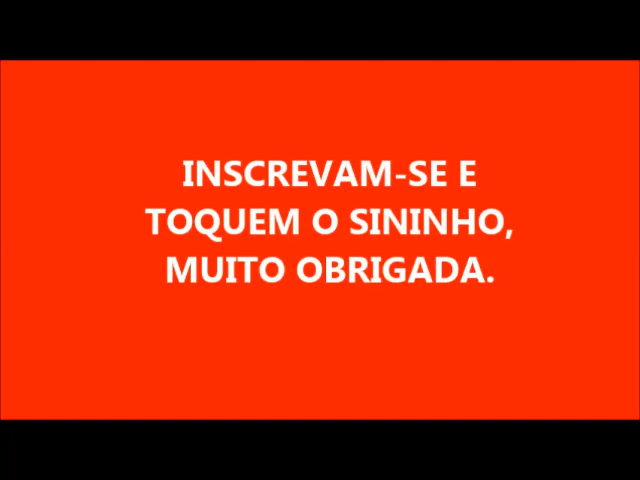 INSCREVAM-SE E
TOQUEM O SININHO,
MUITO OBRIGADA.